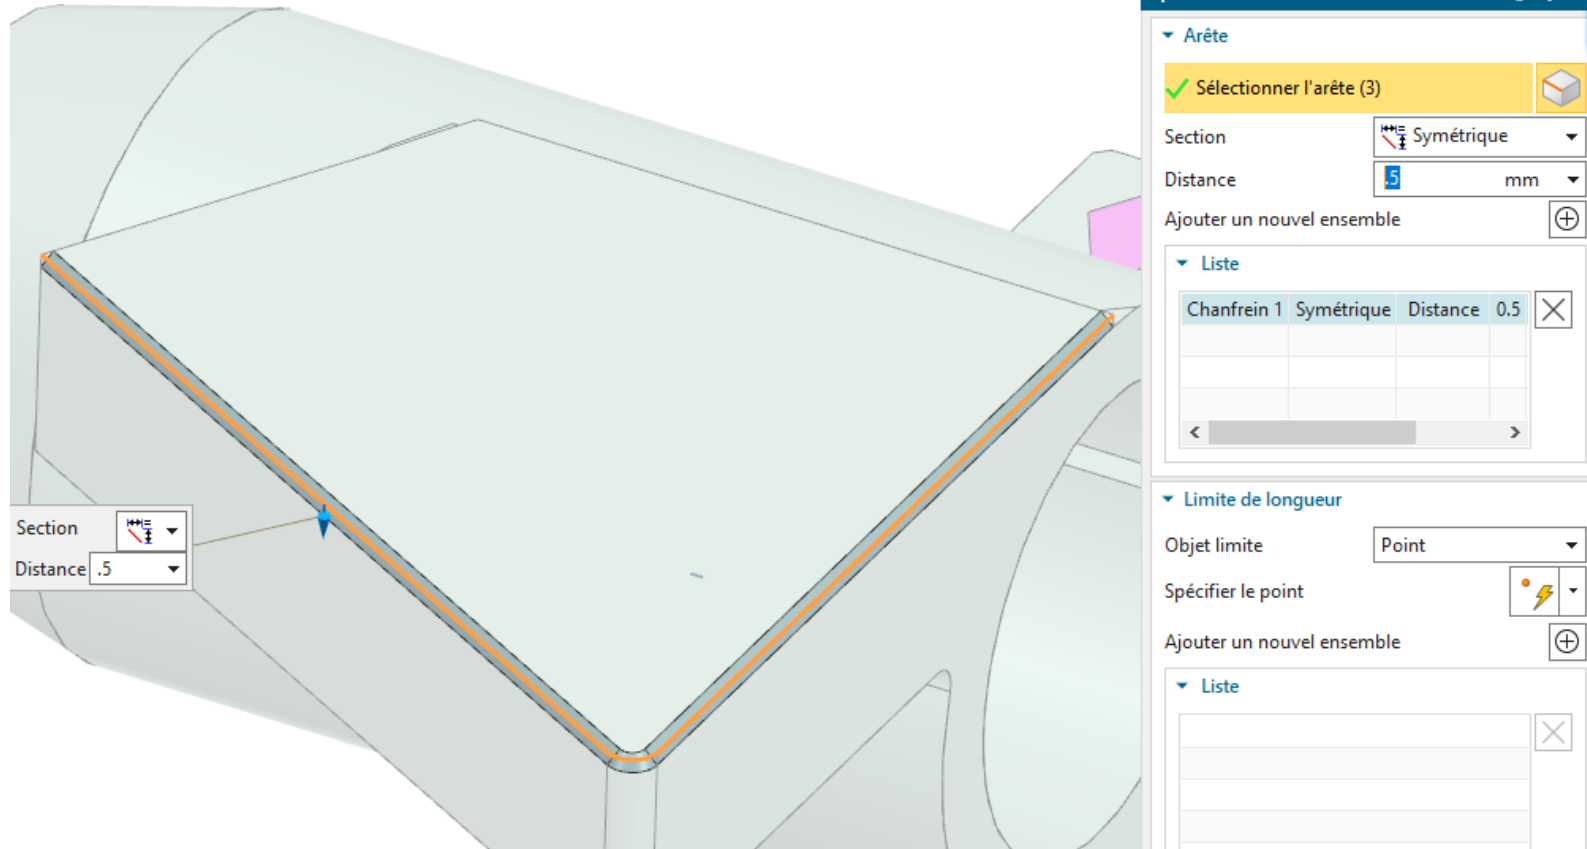 Arête
Sélectionner l'arête (3)
Section Symétrique
Distance .5 mm
Ajouter un nouvel ensemble
Liste
Chanfrein 1 Symétrique Distance 0.5
Limite de longueur
Objet limite Point
Spécifier le point
Ajouter un nouvel ensemble
Liste
Section
Distance .5